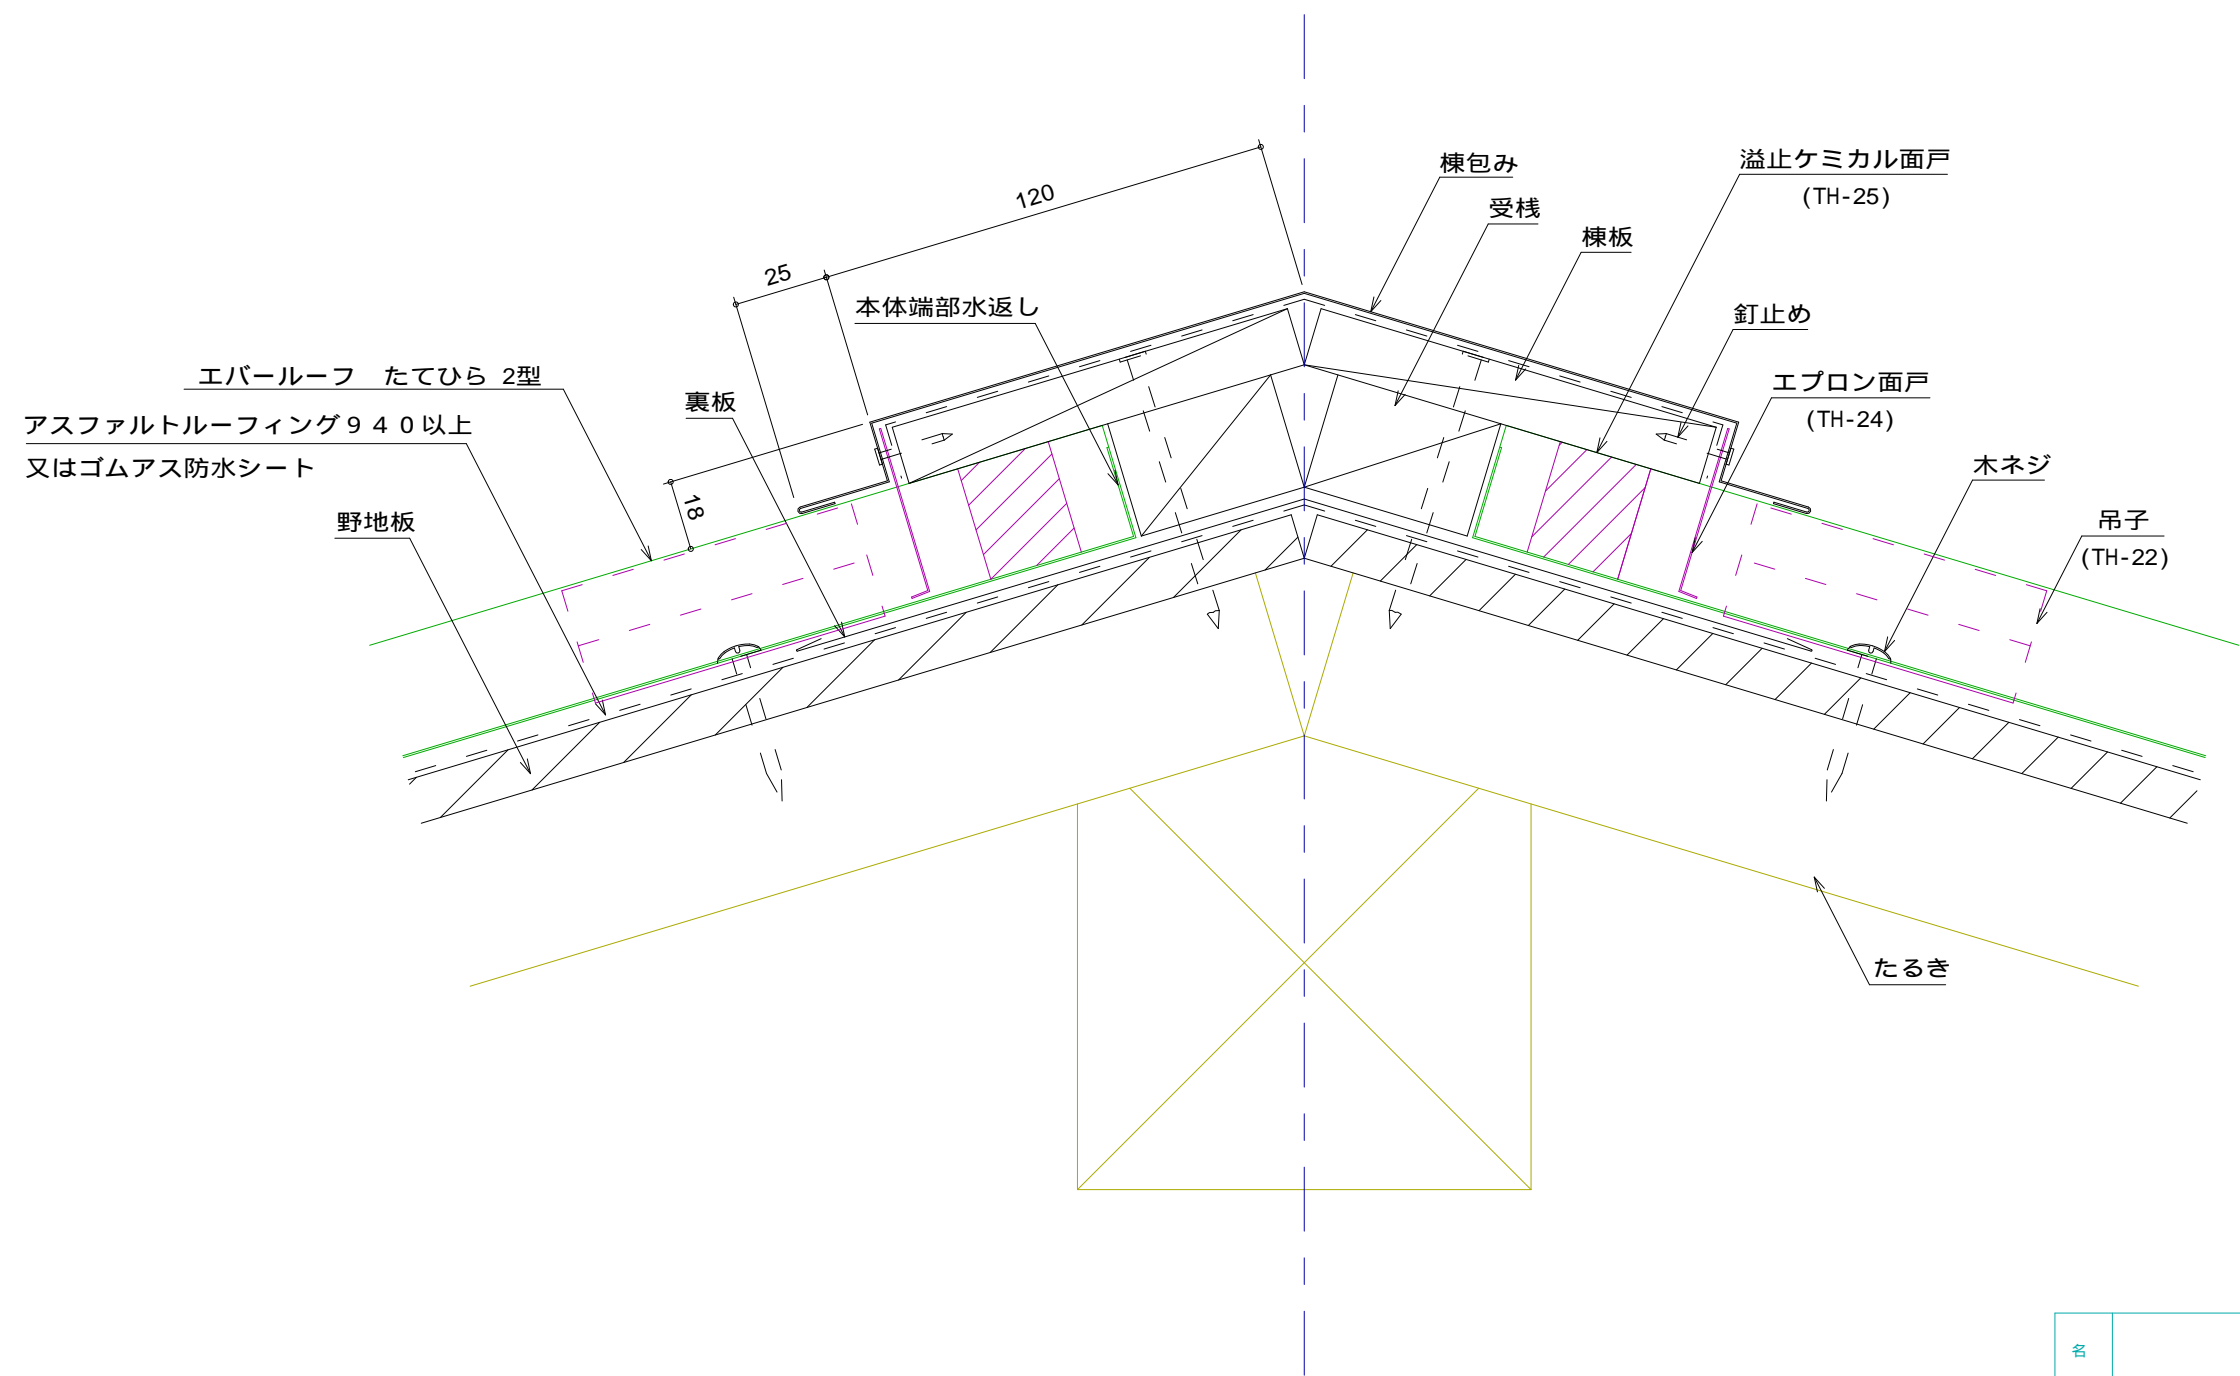 棟包み
溢止ケミカル面戸
(TH-25)
120
受桟
棟板
25
本体端部水返し
釘止め
エバールーフ　たてひら 2型
裏板
エプロン面戸
(TH-24)
アスファルトルーフィング９４０以上
又はゴムアス防水シート
木ネジ
18
野地板
吊子
(TH-22)
たるき
名